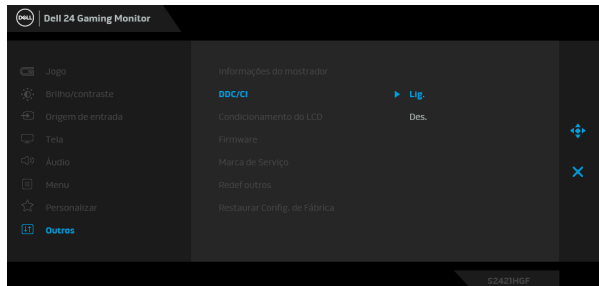 DELL Dell 24 Gaming Monitor
Jogo
Brilho/contraste
Origem de entrada
Tela
Áudio
Menu
Personalizar
Outros
Informações do mostrador
DDC/CI
Condicionamento do LCD
Firmware
Marca de Serviço
Redef outros
Restaurar Config. de Fábrica
Lig.
Des.
S2421HGF